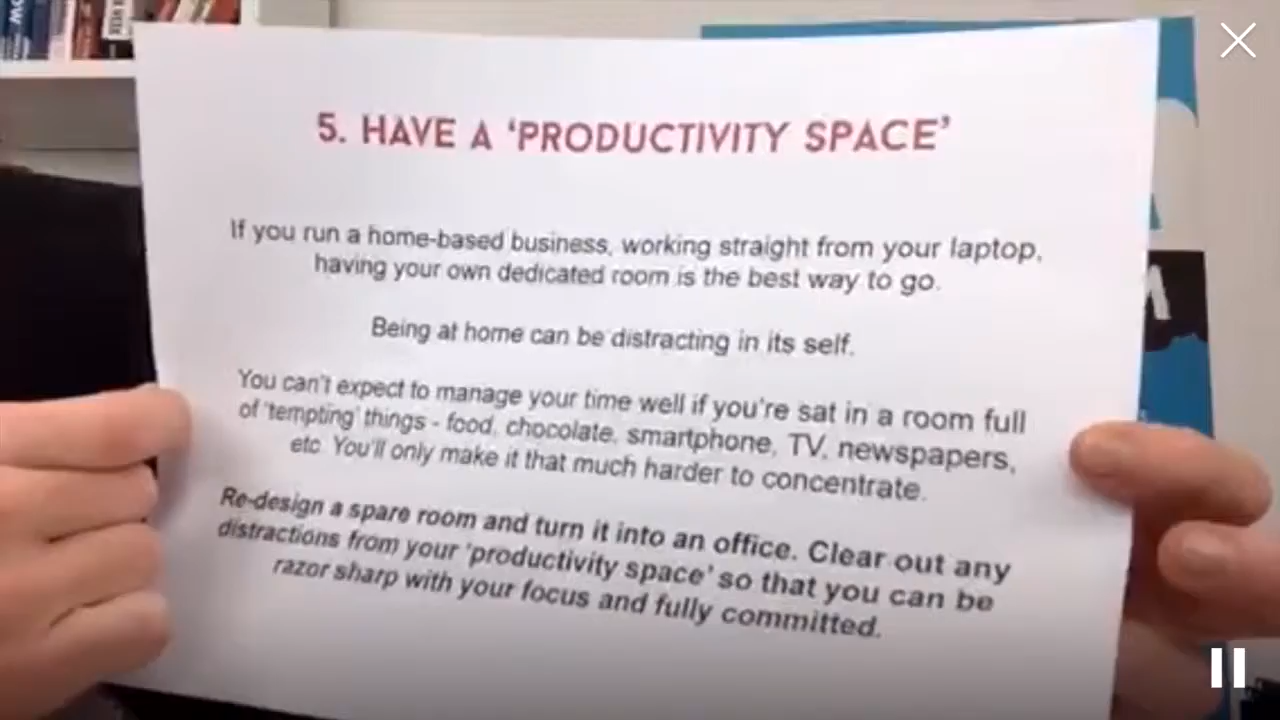 5. HAVE A ‘PRODUCTIVITY SPACE’
If you run a home-based business, working straight from your laptop,
having your own dedicated room is the best way to go.
Being at home can be distracting in its self.
You can't expect to manage your time well if you're sat in a room full
of 'tempting' things - food, chocolate, smartphone, TV, newspapers,
etc. You'll only make it that much harder to concentrate.
Re-design a spare room and turn it into an office. Clear out any
distractions from your 'productivity space' so that you can be
razor sharp with your focus and fully committed.